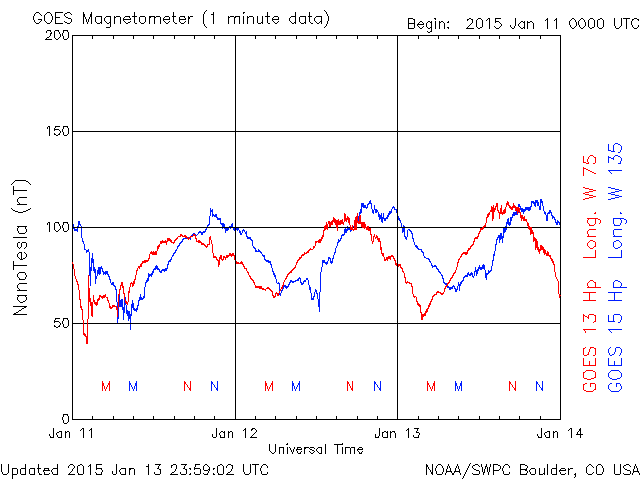 GOES Magnetometer (1 minute data)
Begin: 2015 Jan 11 0000 UTC
200
150
100
50
0
NanoTesla (nT)
M M N N M M N N M M N N
Jan 11 Jan 12 Jan 13 Jan 14
Universal Time
GOES 13 Hp Long. W 75
GOES 15 Hp Long. W 135
Updated 2015 Jan 13 23:59:02 UTC
NOAA/SWPC Boulder, CO USA